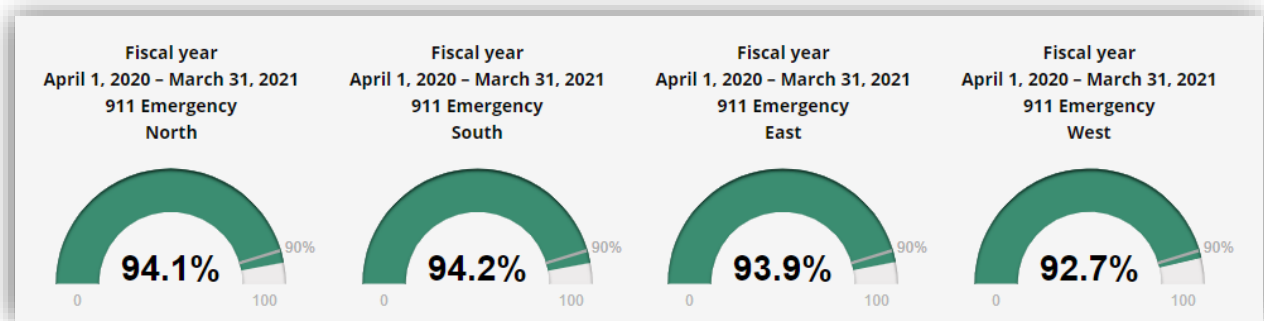 Fiscal year
April 1, 2020 – March 31, 2021
911 Emergency
North
90%
94.1%
0
100
Fiscal year
April 1, 2020 – March 31, 2021
911 Emergency
South
90%
94.2%
0
100
Fiscal year
April 1, 2020 – March 31, 2021
911 Emergency
East
90%
93.9%
0
100
Fiscal year
April 1, 2020 – March 31, 2021
911 Emergency
West
90%
92.7%
0
100